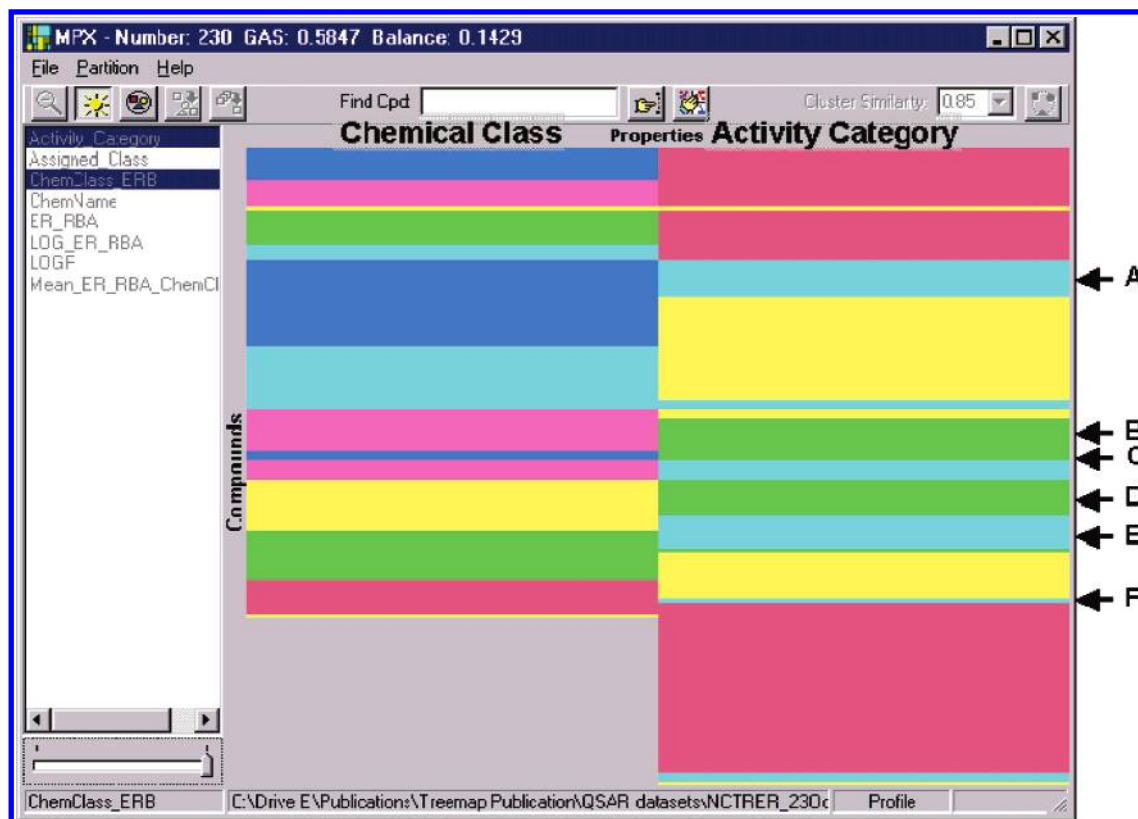 MPX - Number: 230 GAS: 0.5847 Balance: 0.1429
File Partition Help
Find Cpd:
Cluster Similarty: 0.85
Chemical Class Properties Activity Category
Activity_Category
Assigned_Class
ChemClass_ERB
ChemName
ER_RBA
LOG_ER_RBA
LOGF
Mean_ER_RBA_ChemCl
Compounds
A
C
D
E
F
ChemClass_ERB C:\Drive E\Publications\Treemap Publication\QSAR datasets\NCTRER_230c Profile